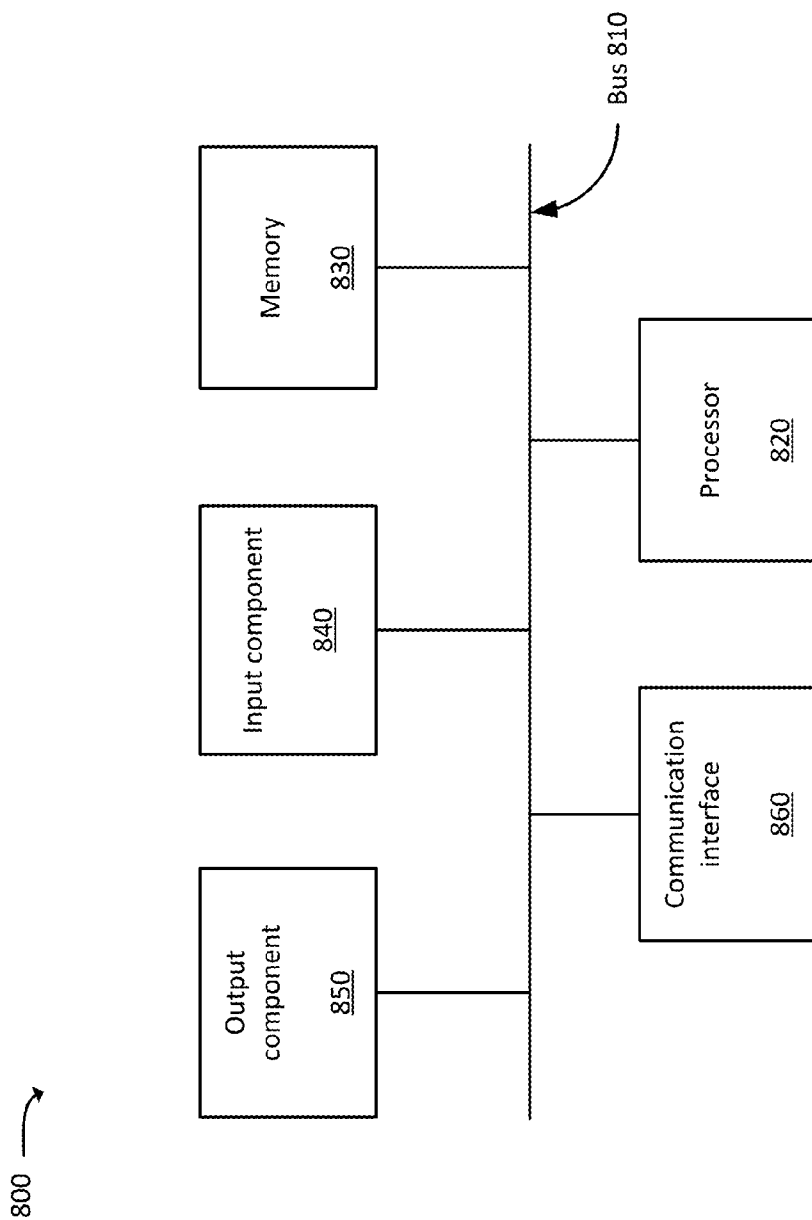 800
Output
component
850
Input component
840
Memory
830
Communication
interface
860
Processor
820
Bus 810